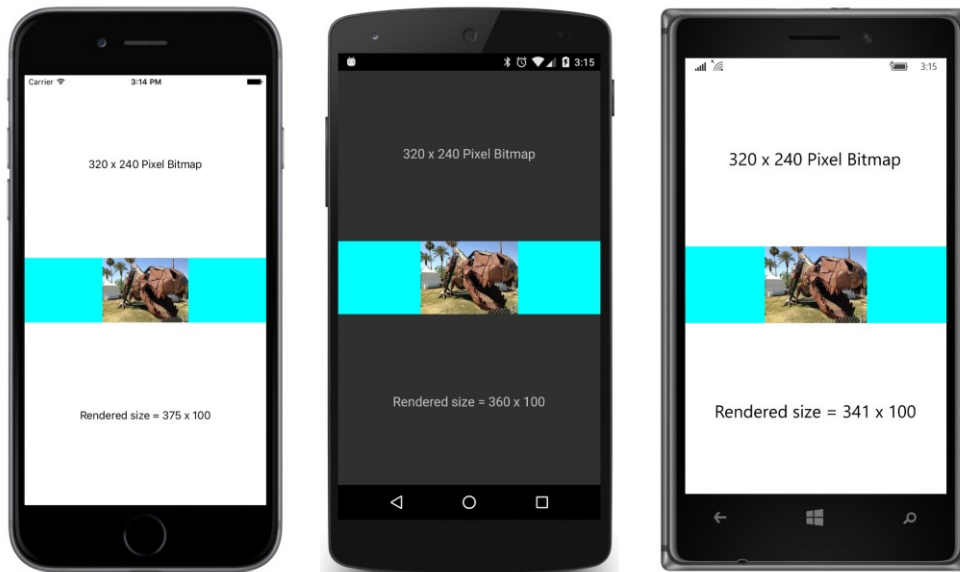 Carrier 3:14 PM
320 x 240 Pixel Bitmap
Rendered size = 375 x 100
3:15
320 x 240 Pixel Bitmap
Rendered size = 360 x 100
3:15
320 x 240 Pixel Bitmap
Rendered size = 341 x 100